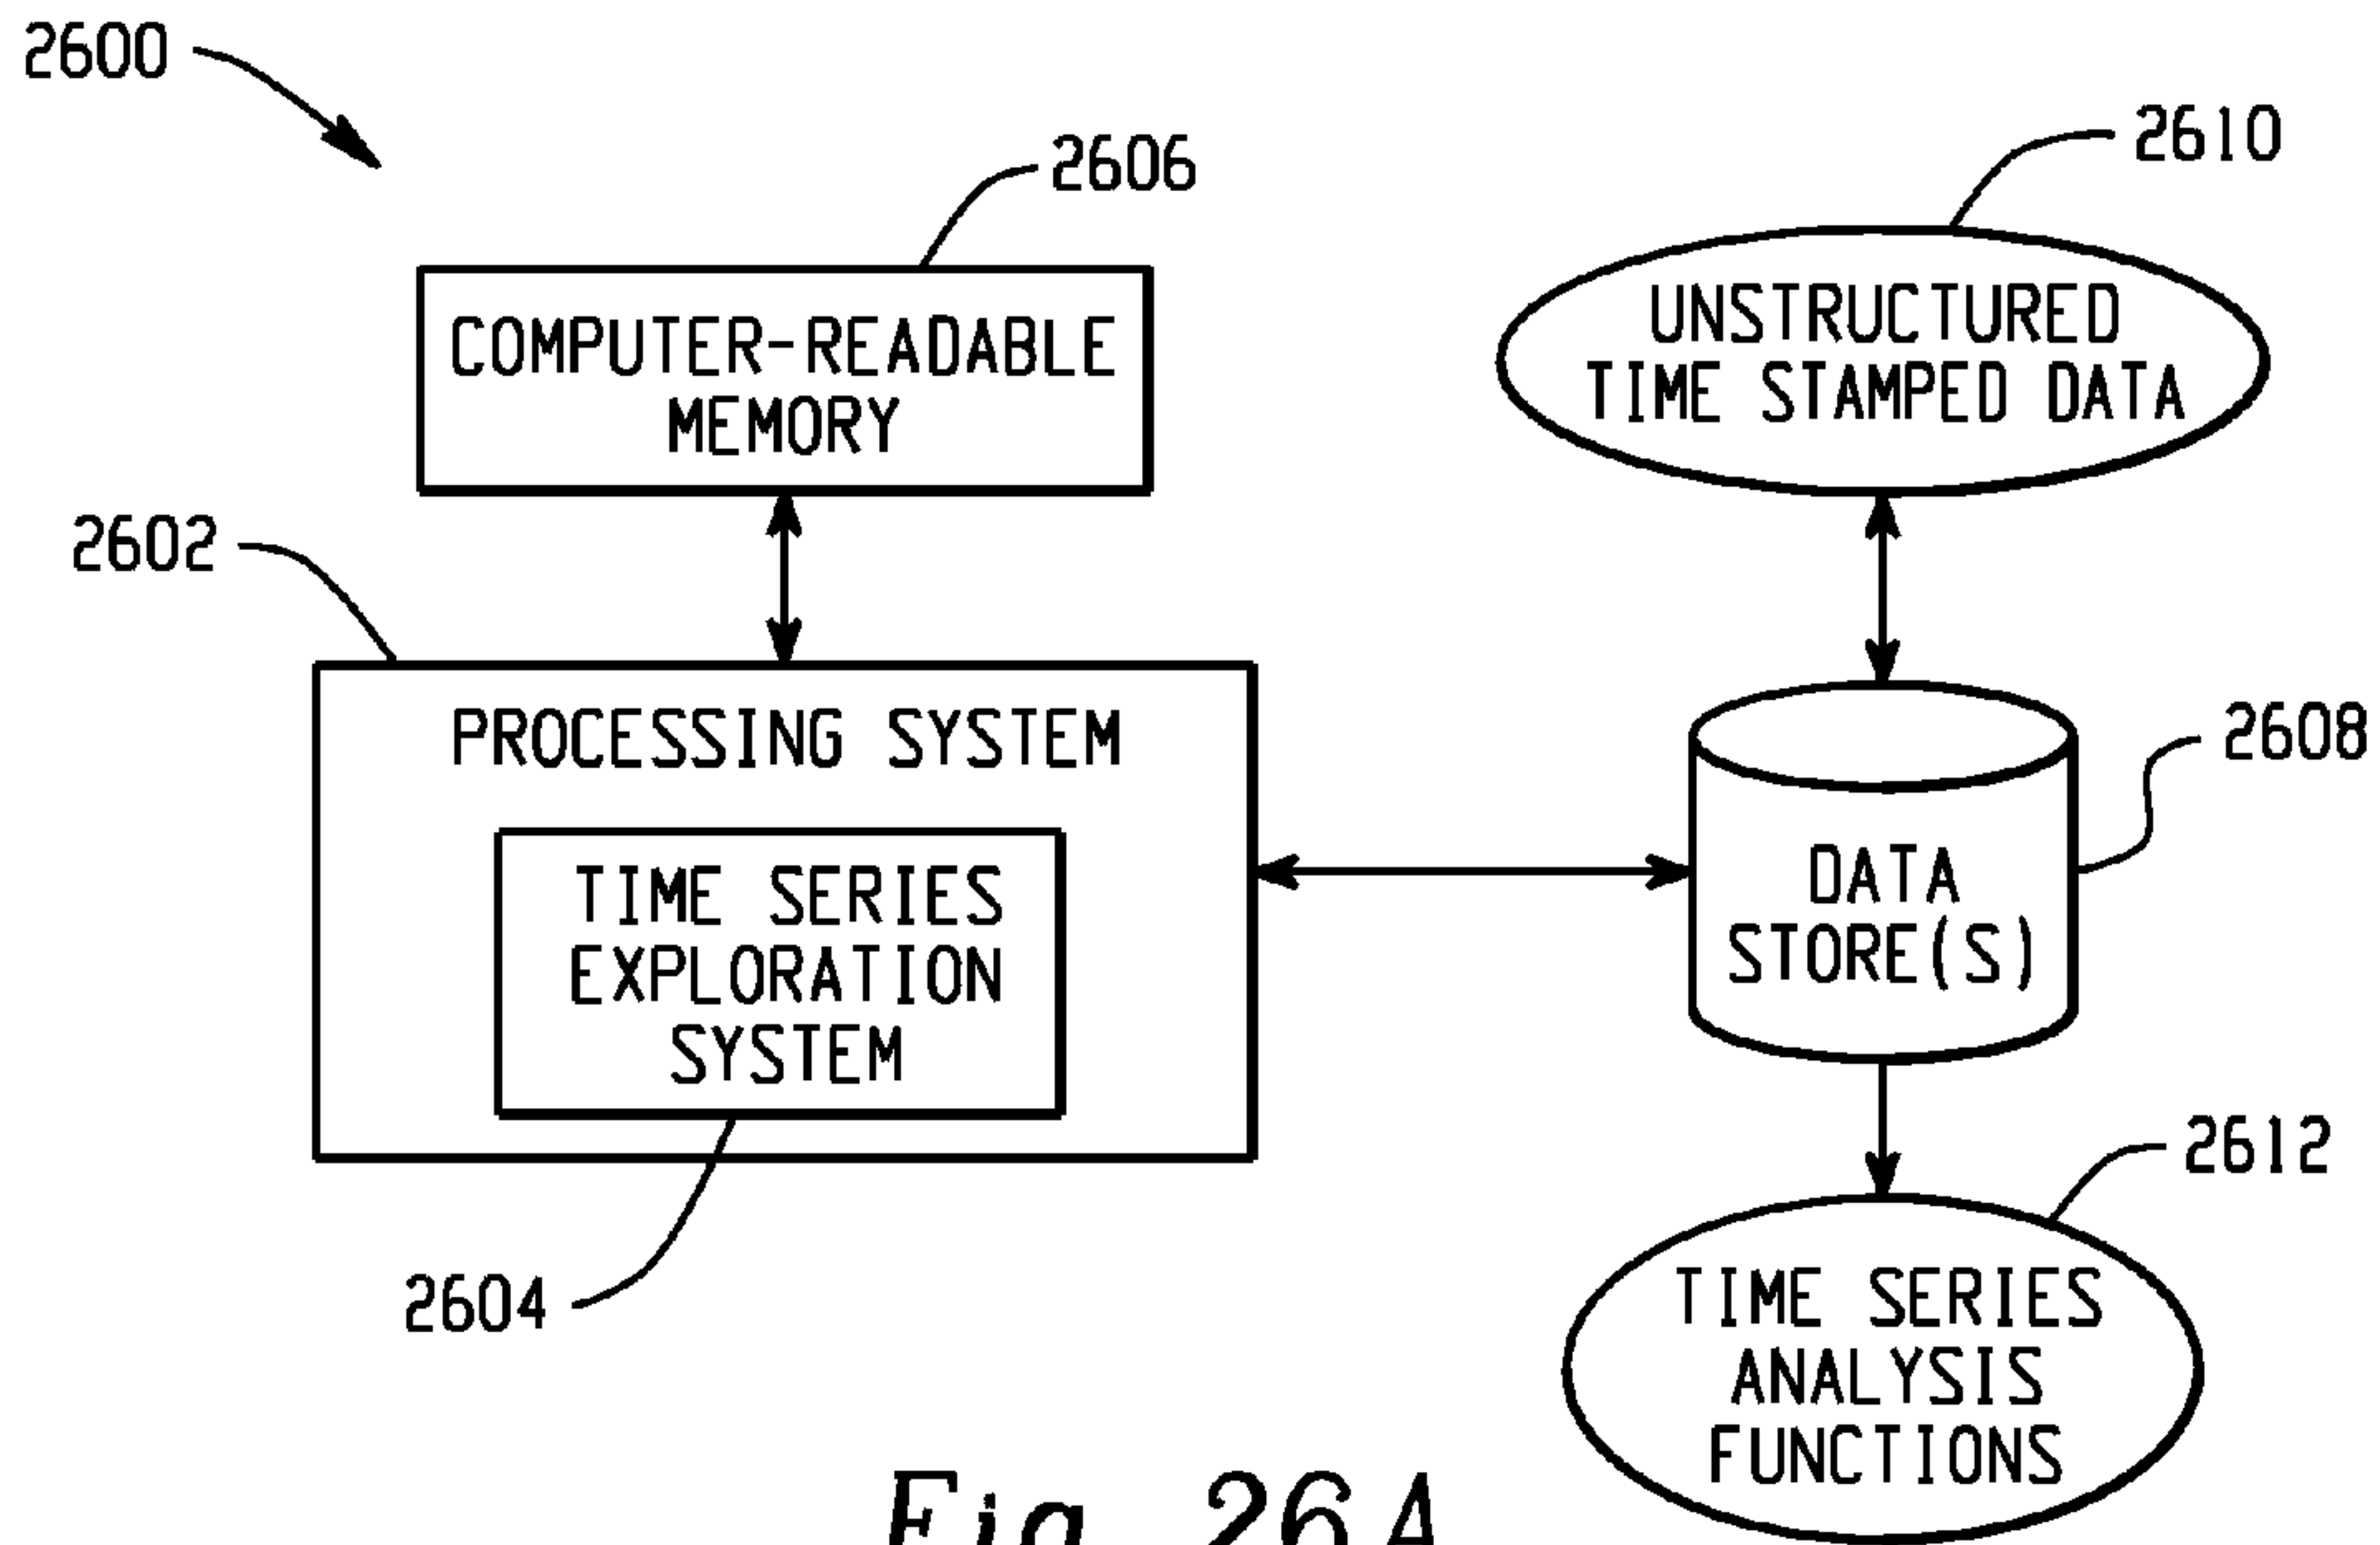 2600
2606
2610
COMPUTER-READABLE
MEMORY
UNSTRUCTURED
TIME STAMPED DATA
2602
PROCESSING SYSTEM
2608
TIME SERIES
EXPLORATION
SYSTEM
DATA
STORE(S)
2604
2612
TIME SERIES
ANALYSIS
FUNCTIONS
Fig. 26A